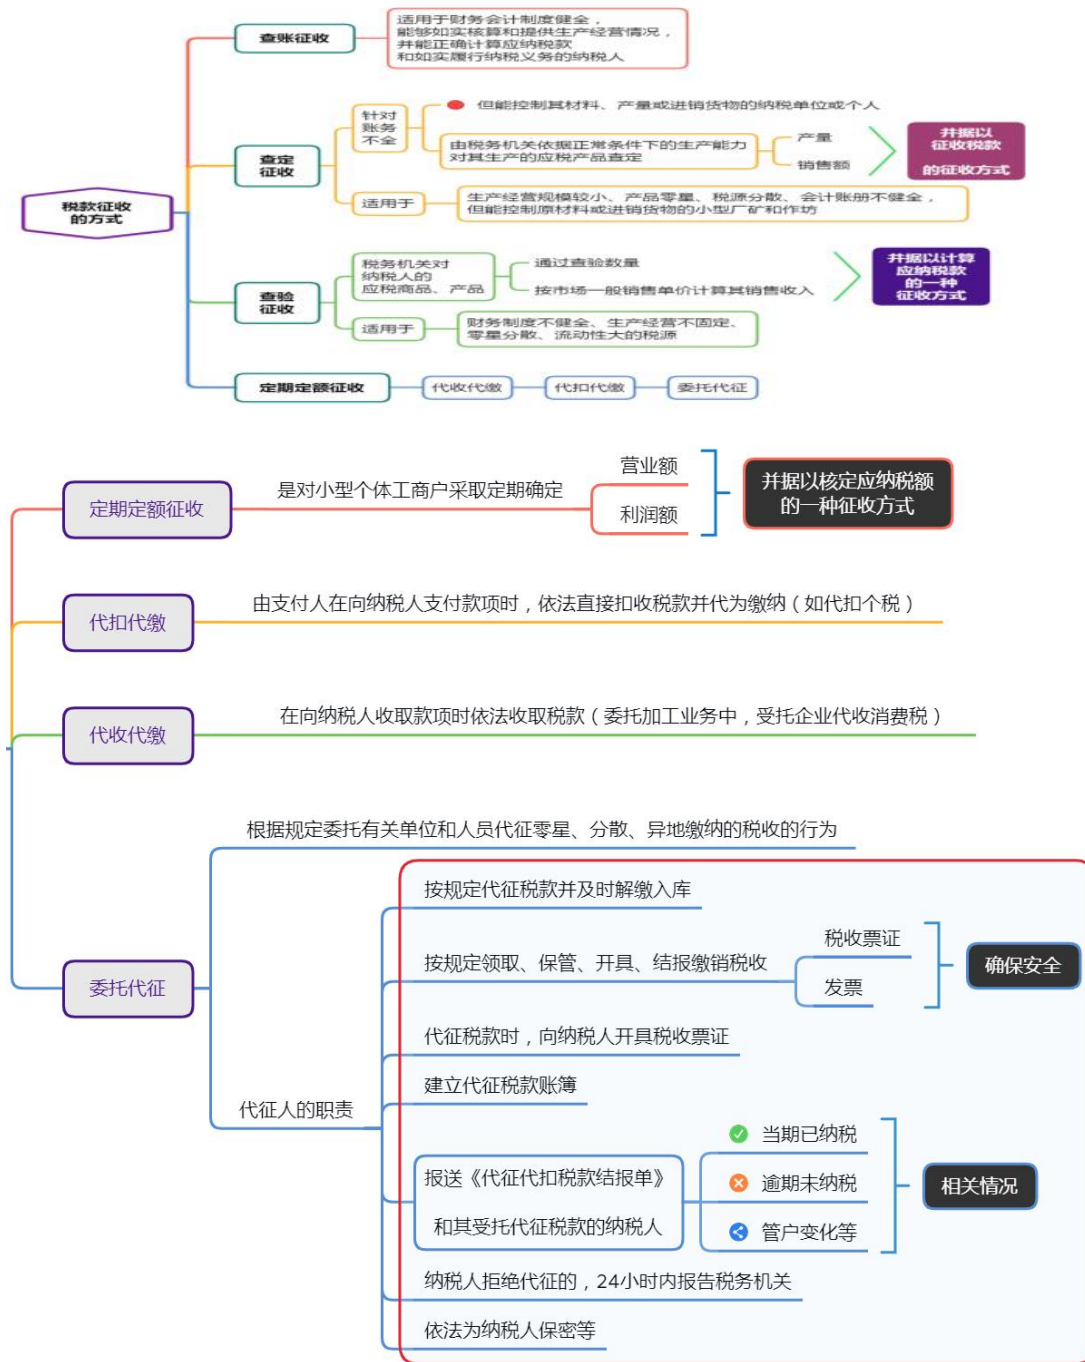 税款征收
的方式
查账征收
适用于财务会计制度健全，
能够如实核算和提供生产经营情况，
并能正确计算应纳税款
和如实履行纳税义务的纳税人
查定
征收
针对
账务
不全
但能控制其材料、产量或进销货物的纳税单位或个人
由税务机关依据正常条件下的生产能力
对其生产的应税产品查定
产量
销售额
并据以
征收税款
的征收方式
适用于
生产经营规模较小、产品零星、税源分散、会计账册不健全，
但能控制原材料或进销货物的小型厂矿和作坊
查验
征收
税务机关对
纳税人的
应税商品、产品
通过查验数量
按市场一般销售单价计算其销售收入
并据以计算
应纳税款
的一种
征收方式
适用于
财务制度不健全、生产经营不固定、
零星分散、流动性大的税源
定期定额征收
代收代缴
代扣代缴
委托代征
定期定额征收
是对小型个体工商户采取定期确定
营业额
利润额
并据以核定应纳税额
的一种征收方式
代扣代缴
由支付人在向纳税人支付款项时，依法直接扣收税款并代为缴纳（如代扣个税）
代收代缴
在向纳税人收取款项时依法收取税款（委托加工业务中，受托企业代收消费税）
委托代征
根据规定委托有关单位和人员代征零星、分散、异地缴纳的税收的行为
代征人的职责
按规定代征税款并及时解缴入库
按规定领取、保管、开具、结报缴销税收
税收票证
发票
确保安全
代征税款时，向纳税人开具税收票证
建立代征税款账簿
报送《代征代扣税款结报单》
和其受托代征税款的纳税人
当期已纳税
逾期未纳税
管户变化等
相关情况
纳税人拒绝代征的，24小时内报告税务机关
依法为纳税人保密等